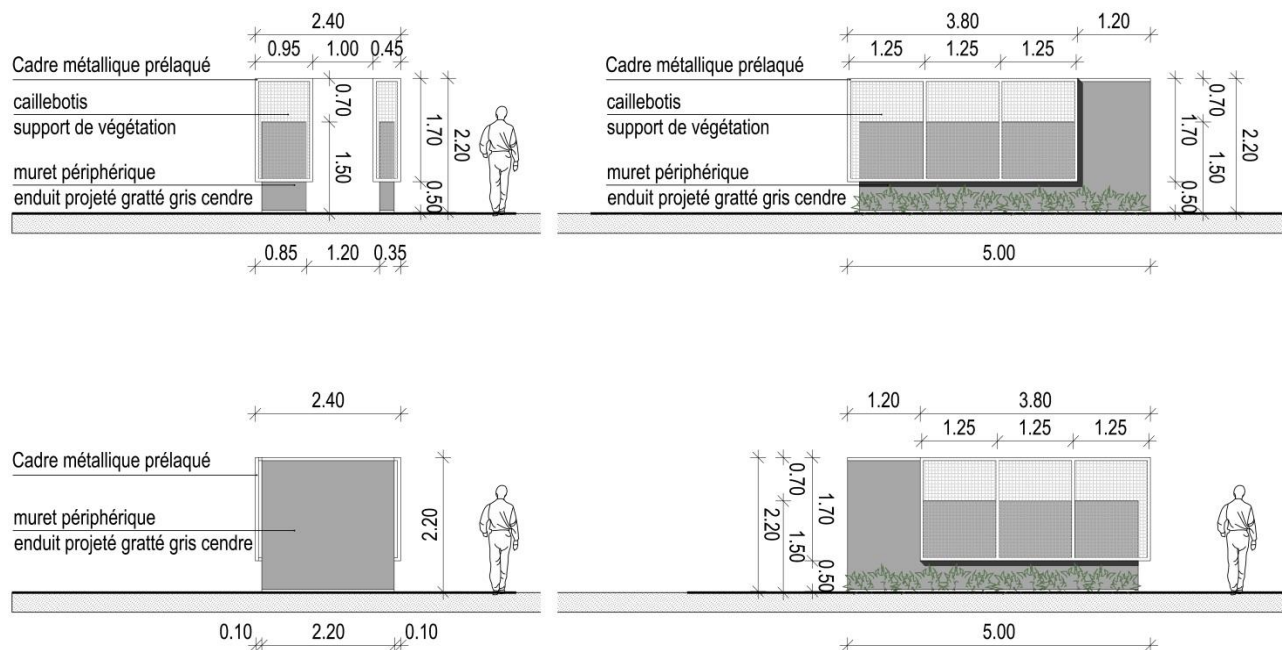 2.40
0.95 1.00 0.45
Cadre métallique prélaqué
caillebotis
support de végétation
muret périphérique
enduit projeté gratté gris cendre
0.70
1.50
1.70
0.50
2.20
0.85 1.20 0.35
3.80 1.20
1.25 1.25 1.25
Cadre métallique prélaqué
caillebotis
support de végétation
muret périphérique
enduit projeté gratté gris cendre
0.70
1.70
1.50
0.50
2.20
5.00
2.40
Cadre métallique prélaqué
muret périphérique
enduit projeté gratté gris cendre
2.20
0.10 2.20 0.10
1.20 3.80
1.25 1.25 1.25
2.20
0.70
1.50
1.70
0.50
5.00